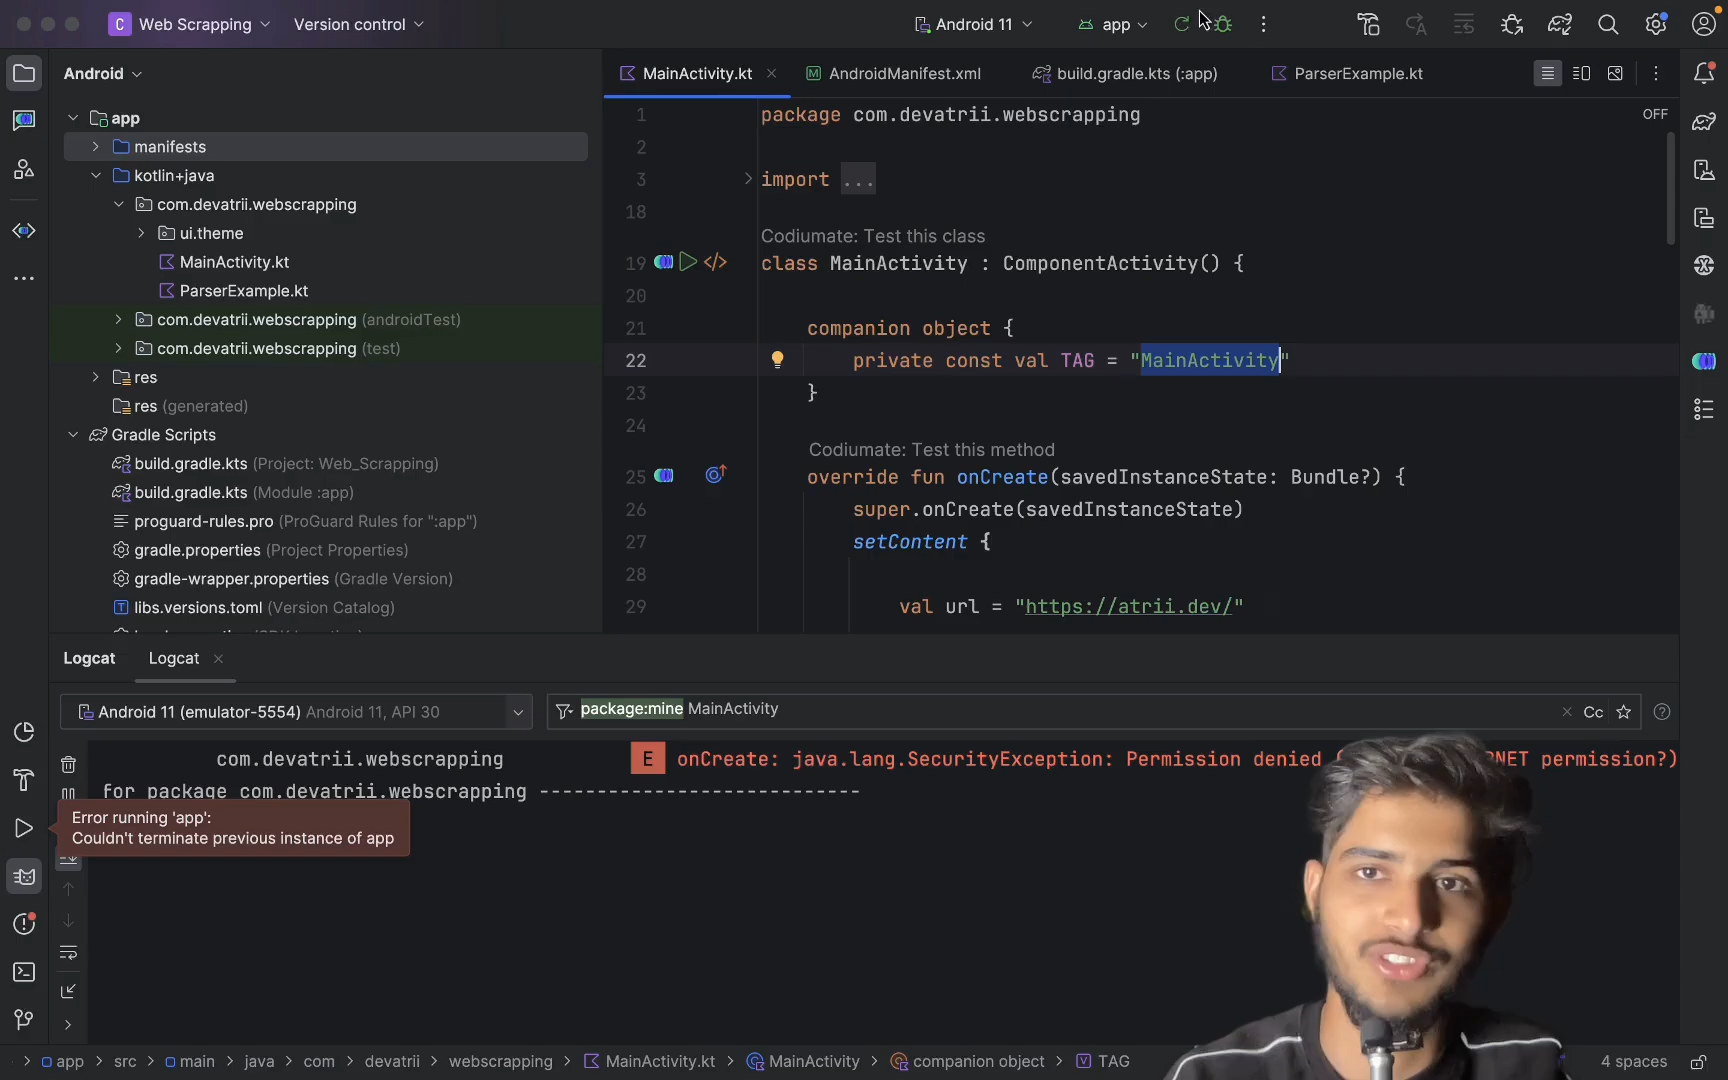 C Web Scrapping Version control Android 11 app
Android
MainActivity.kt AndroidManifest.xml build.gradle.kts (:app) ParserExample.kt
app
manifests
kotlin+java
com.devatrii.webscrapping
ui.theme
MainActivity.kt
ParserExample.kt
com.devatrii.webscrapping (androidTest)
com.devatrii.webscrapping (test)
res
res (generated)
Gradle Scripts
build.gradle.kts (Project: Web_Scrapping)
build.gradle.kts (Module :app)
proguard-rules.pro (ProGuard Rules for ":app")
gradle.properties (Project Properties)
gradle-wrapper.properties (Gradle Version)
libs.versions.toml (Version Catalog)
OFF
1 package com.devatrii.webscrapping
2
3 import ...
18
Codiumate: Test this class
19 class MainActivity : ComponentActivity() {
20
21 companion object {
22 private const val TAG = "MainActivity"
23 }
24
Codiumate: Test this method
25 override fun onCreate(savedInstanceState: Bundle?) {
26 super.onCreate(savedInstanceState)
27 setContent {
28
29 val url = "https://atrii.dev/"
Logcat Logcat
Android 11 (emulator-5554) Android 11, API 30 package:mine MainActivity Cc
com.devatrii.webscrapping E onCreate: java.lang.SecurityException: Permission denied permission?)
for package com.devatrii.webscrapping ----------------------------
Error running 'app':
Couldn't terminate previous instance of app
app > src > main > java > com > devatrii > webscrapping > MainActivity.kt > MainActivity > companion object > TAG 4 spaces